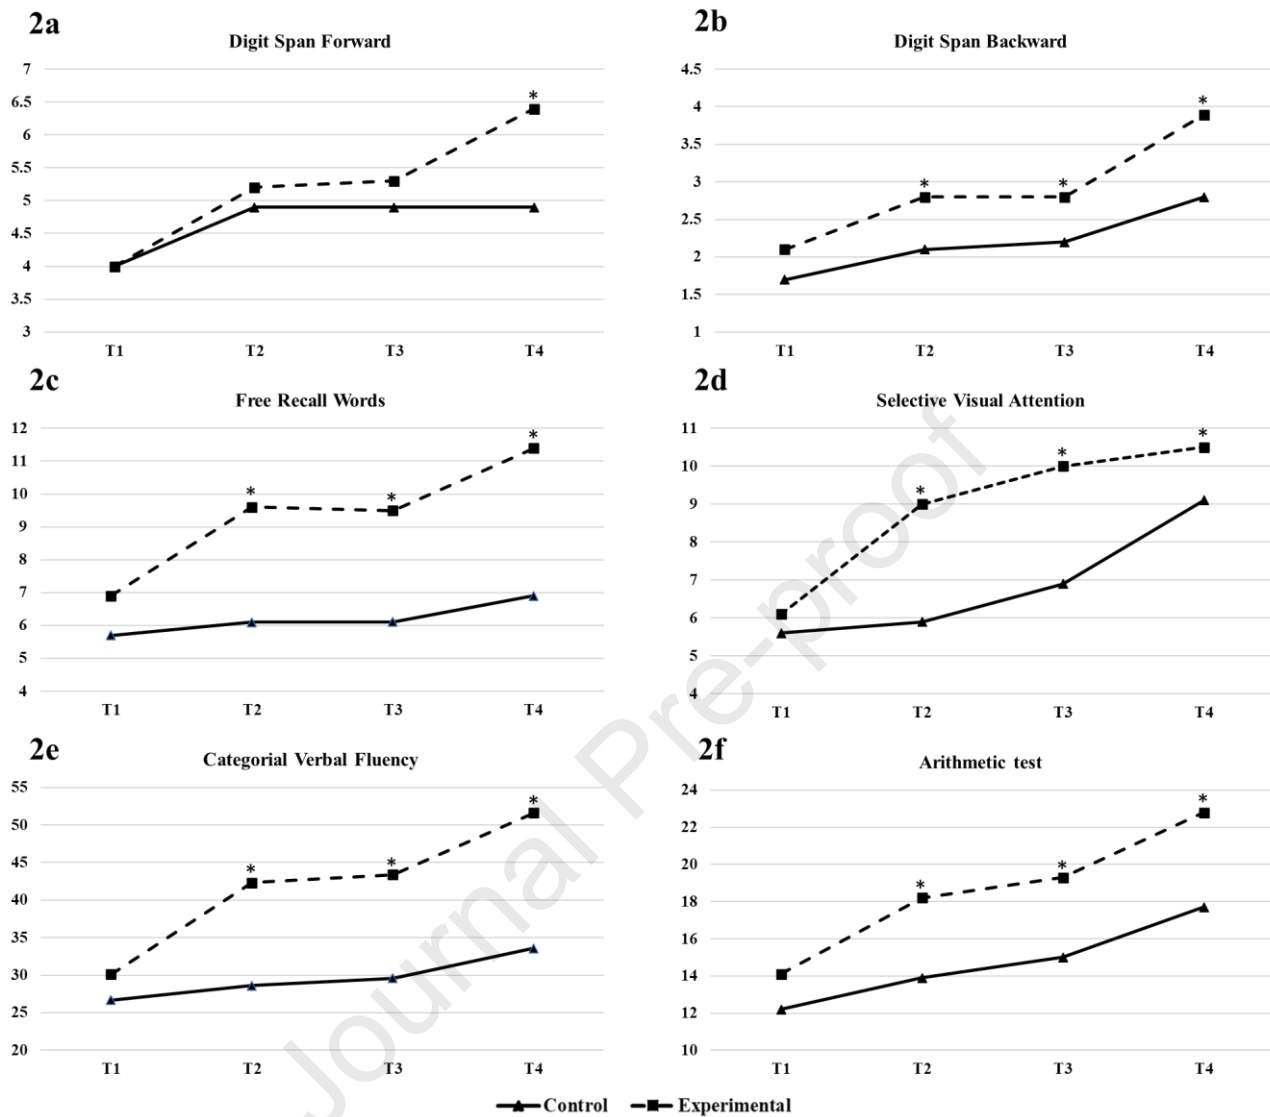 2a
Digit Span Forward
7
6.5
6
5.5
5
4.5
4
3.5
3
*
T1 T2 T3 T4
2b
Digit Span Backward
4.5
4
3.5
3
2.5
2
1.5
1
* * *
T1 T2 T3 T4
2c
Free Recall Words
12
11
10
9
8
7
6
5
4
* * *
T1 T2 T3 T4
2d
Selective Visual Attention
11
10
9
8
7
6
5
4
* * *
T1 T2 T3 T4
2e
Categorial Verbal Fluency
55
50
45
40
35
30
25
20
* * *
T1 T2 T3 T4
2f
Arithmetic test
24
22
20
18
16
14
12
10
* * *
T1 T2 T3 T4
Control Experimental
Journal Pre-proof